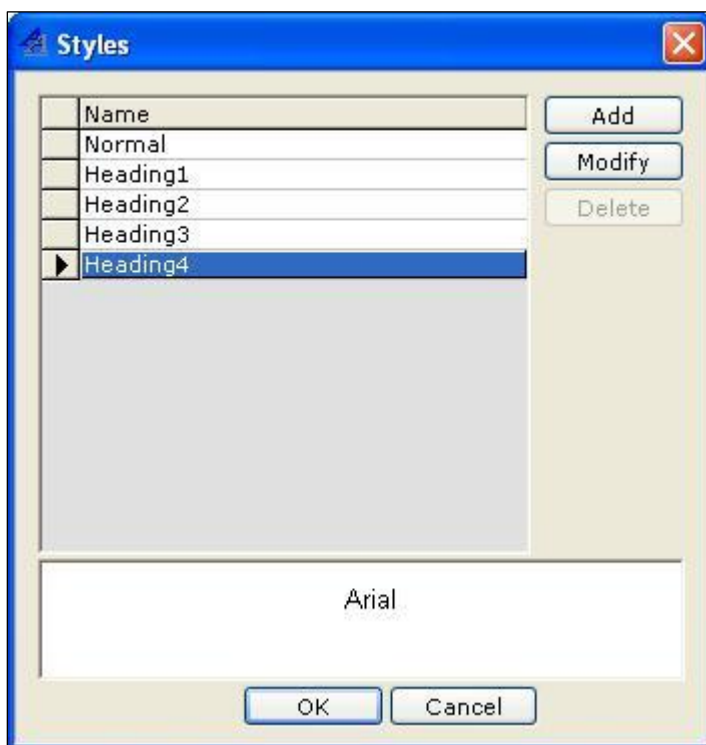 Styles
Name
Normal
Heading1
Heading2
Heading3
Heading4
Add
Modify
Delete
Arial
OK
Cancel